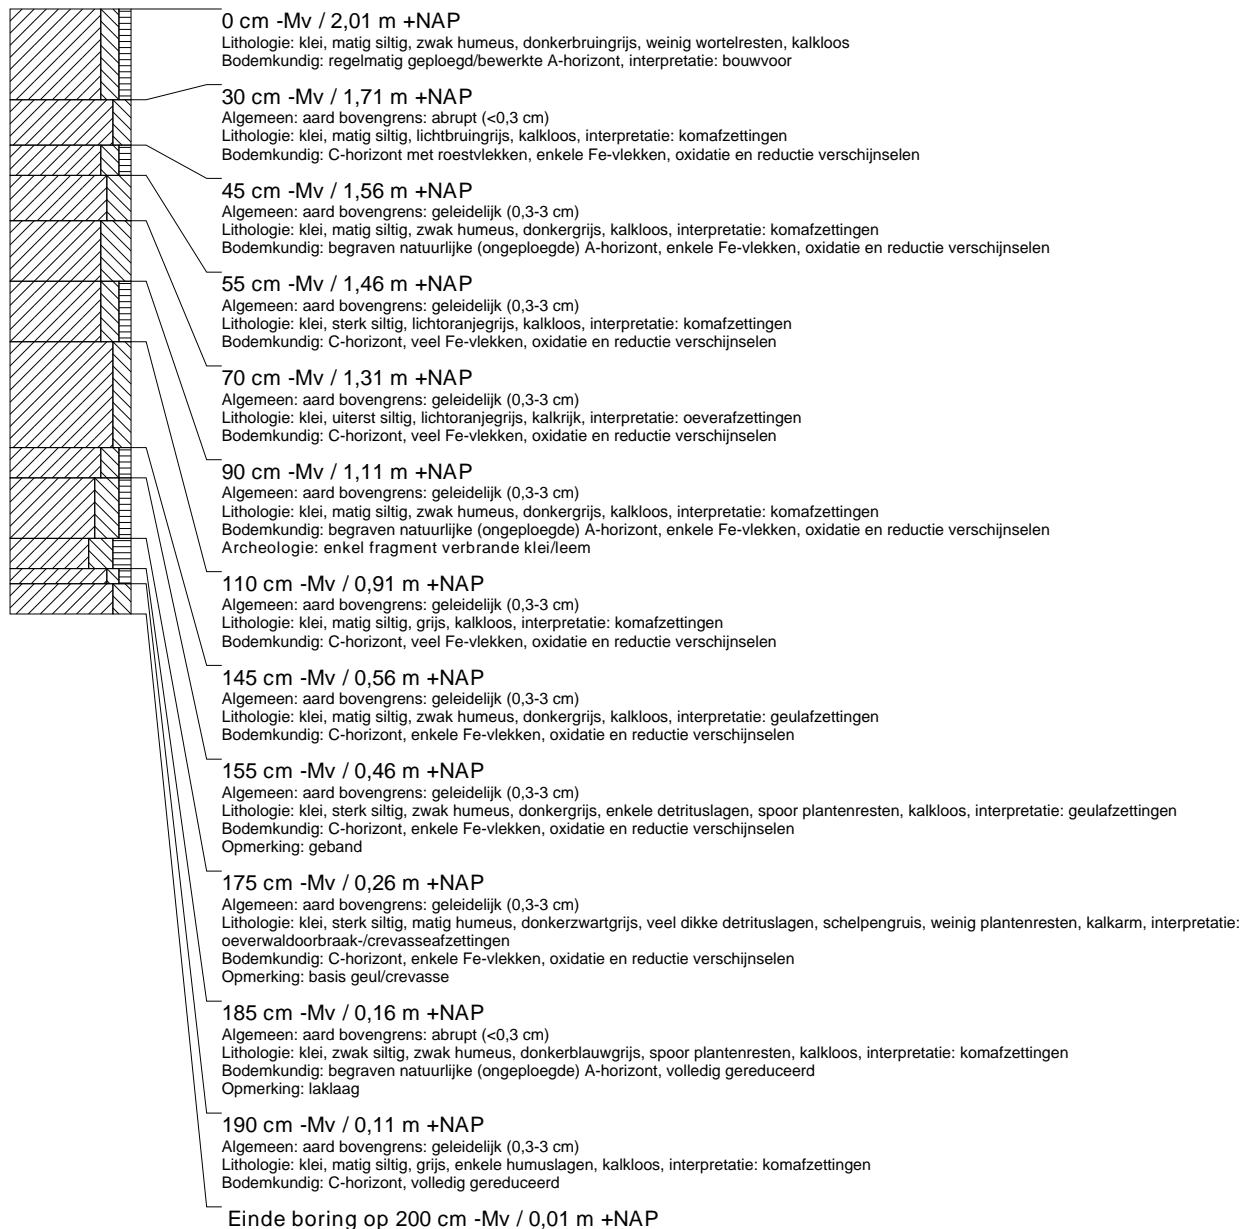 0 cm -Mv / 2,01 m +NAP
Lithologie: klei, matig siltig, zwak humeus, donkerbruingrijs, weinig wortelresten, kalkloos
Bodemkundig: regelmatig geploegd/bewerkte A-horizont, interpretatie: bouwvoor
30 cm -Mv / 1,71 m +NAP
Algemeen: aard bovengrens: abrupt (<0,3 cm)
Lithologie: klei, matig siltig, lichtbruingrijs, kalkloos, interpretatie: komafzettingen
Bodemkundig: C-horizont met roestvlekken, enkele Fe-vlekken, oxidatie en reductie verschijnselen
45 cm -Mv / 1,56 m +NAP
Algemeen: aard bovengrens: geleidelijk (0,3-3 cm)
Lithologie: klei, matig siltig, zwak humeus, donkergrijs, kalkloos, interpretatie: komafzettingen
Bodemkundig: begraven natuurlijke (ongeploegde) A-horizont, enkele Fe-vlekken, oxidatie en reductie verschijnselen
55 cm -Mv / 1,46 m +NAP
Algemeen: aard bovengrens: geleidelijk (0,3-3 cm)
Lithologie: klei, sterk siltig, lichtoranjegrijs, kalkloos, interpretatie: komafzettingen
Bodemkundig: C-horizont, veel Fe-vlekken, oxidatie en reductie verschijnselen
70 cm -Mv / 1,31 m +NAP
Algemeen: aard bovengrens: geleidelijk (0,3-3 cm)
Lithologie: klei, uiterst siltig, lichtoranjegrijs, kalkrijk, interpretatie: oeverafzettingen
Bodemkundig: C-horizont, veel Fe-vlekken, oxidatie en reductie verschijnselen
90 cm -Mv / 1,11 m +NAP
Algemeen: aard bovengrens: geleidelijk (0,3-3 cm)
Lithologie: klei, matig siltig, zwak humeus, donkergrijs, kalkloos, interpretatie: komafzettingen
Bodemkundig: begraven natuurlijke (ongeploegde) A-horizont, enkele Fe-vlekken, oxidatie en reductie verschijnselen
Archeologie: enkel fragment verbrande klei/leem
110 cm -Mv / 0,91 m +NAP
Algemeen: aard bovengrens: geleidelijk (0,3-3 cm)
Lithologie: klei, matig siltig, grijs, kalkloos, interpretatie: komafzettingen
Bodemkundig: C-horizont, veel Fe-vlekken, oxidatie en reductie verschijnselen
145 cm -Mv / 0,56 m +NAP
Algemeen: aard bovengrens: geleidelijk (0,3-3 cm)
Lithologie: klei, matig siltig, zwak humeus, donkergrijs, kalkloos, interpretatie: geulafzettingen
Bodemkundig: C-horizont, enkele Fe-vlekken, oxidatie en reductie verschijnselen
155 cm -Mv / 0,46 m +NAP
Algemeen: aard bovengrens: geleidelijk (0,3-3 cm)
Lithologie: klei, sterk siltig, zwak humeus, donkergrijs, enkele detrituslagen, spoor plantenresten, kalkloos, interpretatie: geulafzettingen
Bodemkundig: C-horizont, enkele Fe-vlekken, oxidatie en reductie verschijnselen
Opmerking: geband
175 cm -Mv / 0,26 m +NAP
Algemeen: aard bovengrens: geleidelijk (0,3-3 cm)
Lithologie: klei, sterk siltig, matig humeus, donkerzwartgrijs, veel dikke detrituslagen, schelpengruis, weinig plantenresten, kalkarm, interpretatie:
oeverwaldoorbraak-/crevasseafzettingen
Bodemkundig: C-horizont, enkele Fe-vlekken, oxidatie en reductie verschijnselen
Opmerking: basis geul/crevasse
185 cm -Mv / 0,16 m +NAP
Algemeen: aard bovengrens: abrupt (<0,3 cm)
Lithologie: klei, zwak siltig, zwak humeus, donkerblauwgrijs, spoor plantenresten, kalkloos, interpretatie: komafzettingen
Bodemkundig: begraven natuurlijke (ongeploegde) A-horizont, volledig gereduceerd
Opmerking: laklaag
190 cm -Mv / 0,11 m +NAP
Algemeen: aard bovengrens: geleidelijk (0,3-3 cm)
Lithologie: klei, matig siltig, grijs, enkele humuslagen, kalkloos, interpretatie: komafzettingen
Bodemkundig: C-horizont, volledig gereduceerd
Einde boring op 200 cm -Mv / 0,01 m +NAP